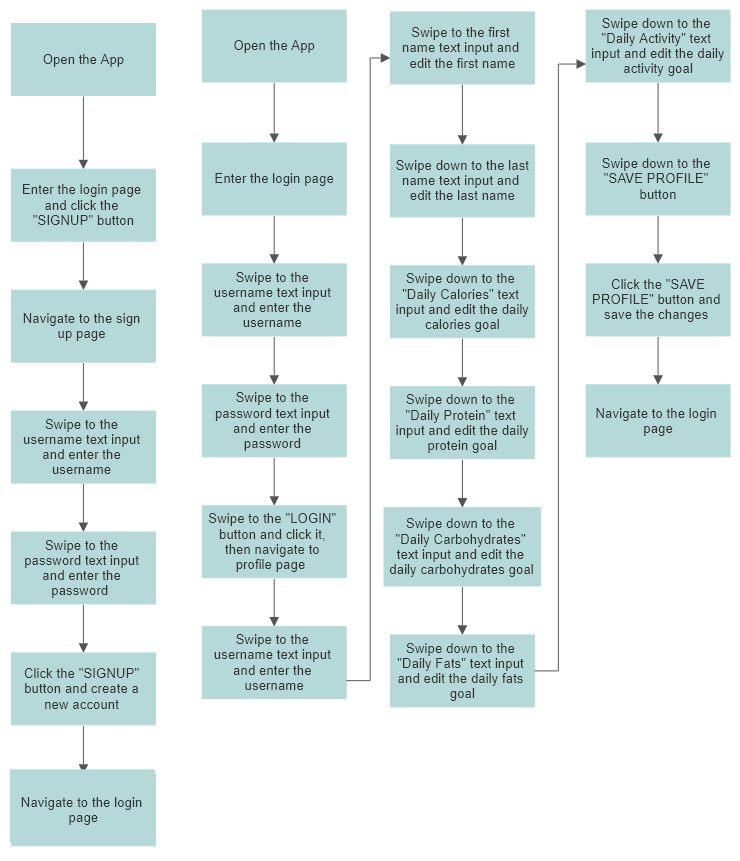 Open the App
Enter the login page
and click the
"SIGNUP" button
Navigate to the sign
up page
Swipe to the
username text input
and enter the
username
Swipe to the
password text input
and enter the
password
Click the "SIGNUP"
button and create a
new account
Navigate to the login
page
Open the App
Enter the login page
Swipe to the
username text input
and enter the
username
Swipe to the
password text input
and enter the
password
Swipe to the "LOGIN"
button and click it,
then navigate to
profile page
Swipe to the
username text input
and enter the
username
Swipe to the first
name text input and
edit the first name
Swipe down to the last
name text input and
edit the last name
Swipe down to the
"Daily Calories" text
input and edit the daily
calories goal
Swipe down to the
"Daily Protein" text
input and edit the daily
protein goal
Swipe down to the
"Daily Carbohydrates"
text input and edit the
daily carbohydrates goal
Swipe down to the
"Daily Fats" text input
and edit the daily fats
goal
Swipe down to the
"Daily Activity" text
input and edit the daily
activity goal
Swipe down to the
"SAVE PROFILE"
button
Click the "SAVE
PROFILE" button and
save the changes
Navigate to the login
page